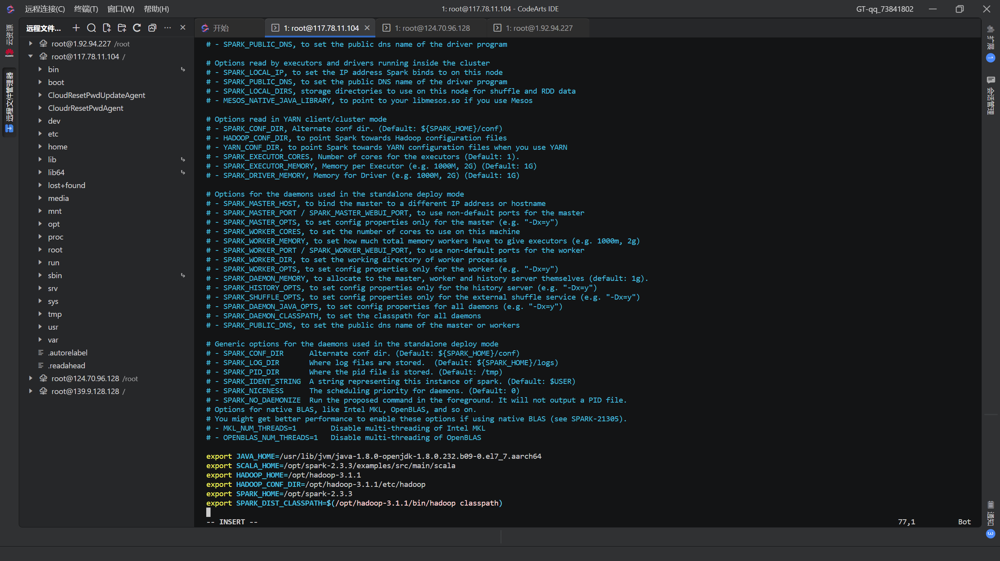 远程连接(C) 终端(T) 窗口(W) 帮助(H)
1: root@117.78.11.104 - CodeArts IDE
GT-qq_73841802
云资源
HUAWEI
远程文件管理器
远程文件...
root@1.92.94.227 /root
root@117.78.11.104 /
bin
boot
CloudResetPwdUpdateAgent
CloudrResetPwdAgent
dev
etc
home
lib
lib64
lost+found
media
mnt
opt
proc
root
run
sbin
srv
sys
tmp
usr
var
.autorelabel
.readahead
root@124.70.96.128 /root
root@139.9.128.128 /
开始
1: root@117.78.11.104
1: root@124.70.96.128
1: root@1.92.94.227
# - SPARK_PUBLIC_DNS, to set the public dns name of the driver program
# Options read by executors and drivers running inside the cluster
# - SPARK_LOCAL_IP, to set the IP address Spark binds to on this node
# - SPARK_PUBLIC_DNS, to set the public DNS name of the driver program
# - SPARK_LOCAL_DIRS, storage directories to use on this node for shuffle and RDD data
# - MESOS_NATIVE_JAVA_LIBRARY, to point to your libmesos.so if you use Mesos
# Options read in YARN client/cluster mode
# - SPARK_CONF_DIR, Alternate conf dir. (Default: ${SPARK_HOME}/conf)
# - HADOOP_CONF_DIR, to point Spark towards Hadoop configuration files
# - YARN_CONF_DIR, to point Spark towards YARN configuration files when you use YARN
# - SPARK_EXECUTOR_CORES, Number of cores for the executors (Default: 1).
# - SPARK_EXECUTOR_MEMORY, Memory per Executor (e.g. 1000M, 2G) (Default: 1G)
# - SPARK_DRIVER_MEMORY, Memory for Driver (e.g. 1000M, 2G) (Default: 1G)
# Options for the daemons used in the standalone deploy mode
# - SPARK_MASTER_HOST, to bind the master to a different IP address or hostname
# - SPARK_MASTER_PORT / SPARK_MASTER_WEBUI_PORT, to use non-default ports for the master
# - SPARK_MASTER_OPTS, to set config properties only for the master (e.g. "-Dx=y")
# - SPARK_WORKER_CORES, to set the number of cores to use on this machine
# - SPARK_WORKER_MEMORY, to set how much total memory workers have to give executors (e.g. 1000m, 2g)
# - SPARK_WORKER_PORT / SPARK_WORKER_WEBUI_PORT, to use non-default ports for the worker
# - SPARK_WORKER_DIR, to set the working directory of worker processes
# - SPARK_WORKER_OPTS, to set config properties only for the worker (e.g. "-Dx=y")
# - SPARK_DAEMON_MEMORY, to allocate to the master, worker and history server themselves (default: 1g).
# - SPARK_HISTORY_OPTS, to set config properties only for the history server (e.g. "-Dx=y")
# - SPARK_SHUFFLE_OPTS, to set config properties only for the external shuffle service (e.g. "-Dx=y")
# - SPARK_DAEMON_JAVA_OPTS, to set config properties for all daemons (e.g. "-Dx=y")
# - SPARK_DAEMON_CLASSPATH, to set the classpath for all daemons
# - SPARK_PUBLIC_DNS, to set the public dns name of the master or workers
# Generic options for the daemons used in the standalone deploy mode
# - SPARK_CONF_DIR      Alternate conf dir. (Default: ${SPARK_HOME}/conf)
# - SPARK_LOG_DIR       Where log files are stored.  (Default: ${SPARK_HOME}/logs)
# - SPARK_PID_DIR       Where the pid file is stored. (Default: /tmp)
# - SPARK_IDENT_STRING  A string representing this instance of spark. (Default: $USER)
# - SPARK_NICENESS      The scheduling priority for daemons. (Default: 0)
# - SPARK_NO_DAEMONIZE  Run the proposed command in the foreground. It will not output a PID file.
# Options for native BLAS, like Intel MKL, OpenBLAS, and so on.
# You might get better performance to enable these options if using native BLAS (see SPARK-21305).
# - MKL_NUM_THREADS=1        Disable multi-threading of Intel MKL
# - OPENBLAS_NUM_THREADS=1   Disable multi-threading of OpenBLAS
export JAVA_HOME=/usr/lib/jvm/java-1.8.0-openjdk-1.8.0.232.b09-0.el7_7.aarch64
export SCALA_HOME=/opt/spark-2.3.3/examples/src/main/scala
export HADOOP_HOME=/opt/hadoop-3.1.1
export HADOOP_CONF_DIR=/opt/hadoop-3.1.1/etc/hadoop
export SPARK_HOME=/opt/spark-2.3.3
export SPARK_DIST_CLASSPATH=$(/opt/hadoop-3.1.1/bin/hadoop classpath)
-- INSERT --
77,1
Bot
扩展
1
会话管理
通知
3